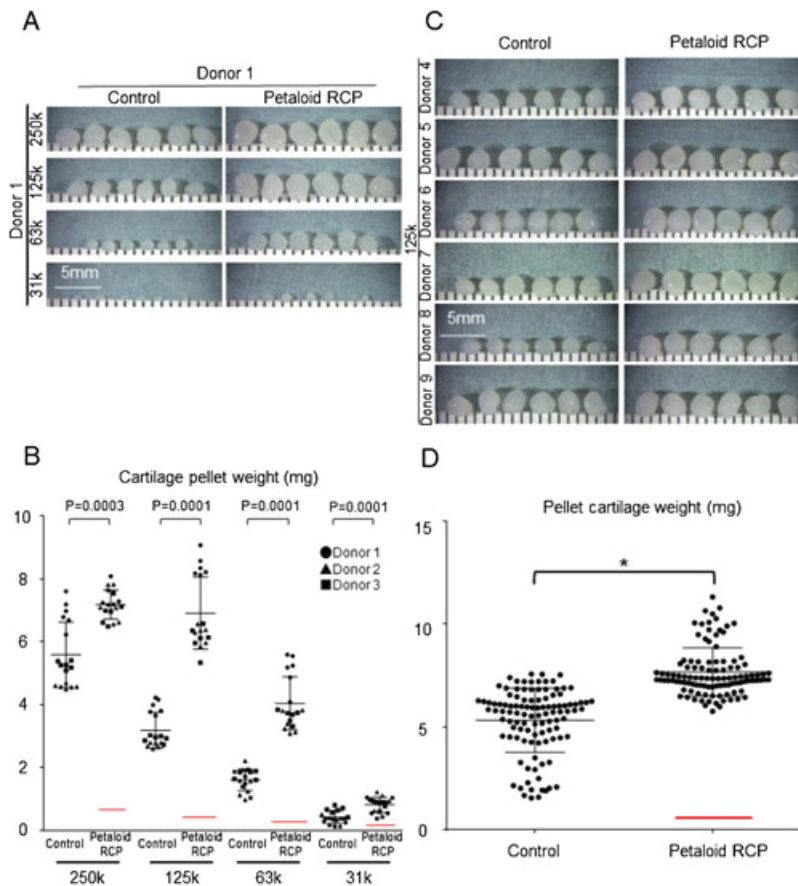 A
Donor 1
Control Petaloid RCP
Donor 1
250k
125k
63k
31k
5mm
C
Control Petaloid RCP
125k
Donor 4
Donor 5
Donor 6
Donor 7
Donor 8
Donor 9
5mm
B
Cartilage pellet weight (mg)
P=0.0003 P=0.0001 P=0.0001 P=0.0001
Donor 1
Donor 2
Donor 3
10
8
6
4
2
0
Control Petaloid RCP Control Petaloid RCP Control Petaloid RCP Control Petaloid RCP
250k 125k 63k 31k
D
Pellet cartilage weight (mg)
*
15
10
5
0
Control Petaloid RCP